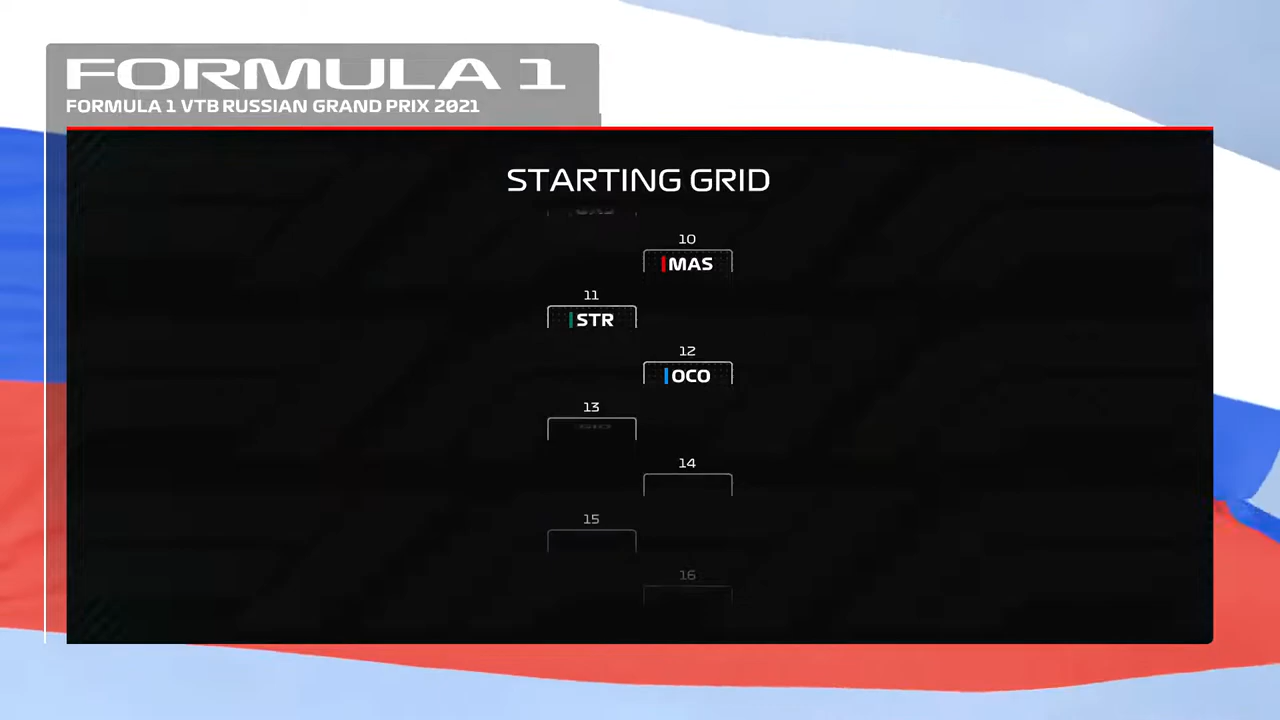 FORMULA 1
FORMULA 1 VTB RUSSIAN GRAND PRIX 2021
STARTING GRID
10
MAS
11
STR
12
OCO
13
14
15
16